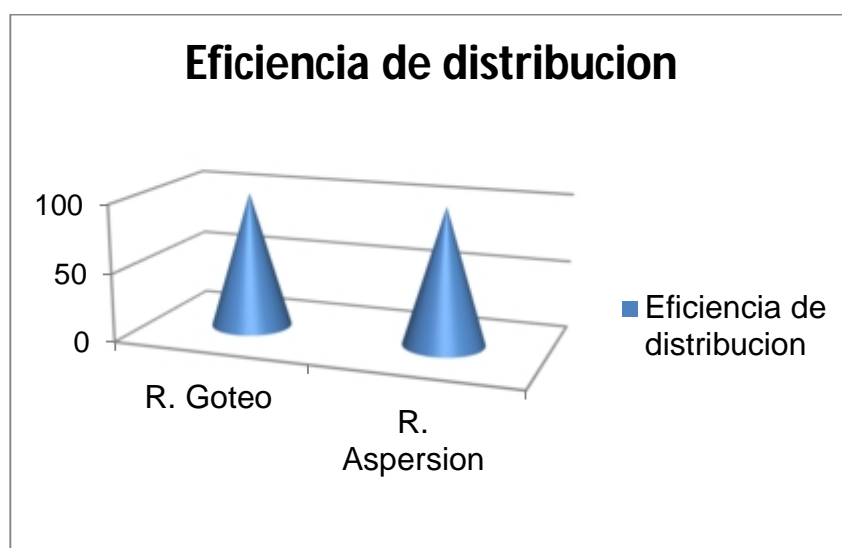 Eficiencia de distribucion
100
50
0
R. Goteo
R.
Aspersion
Eficiencia de
distribucion